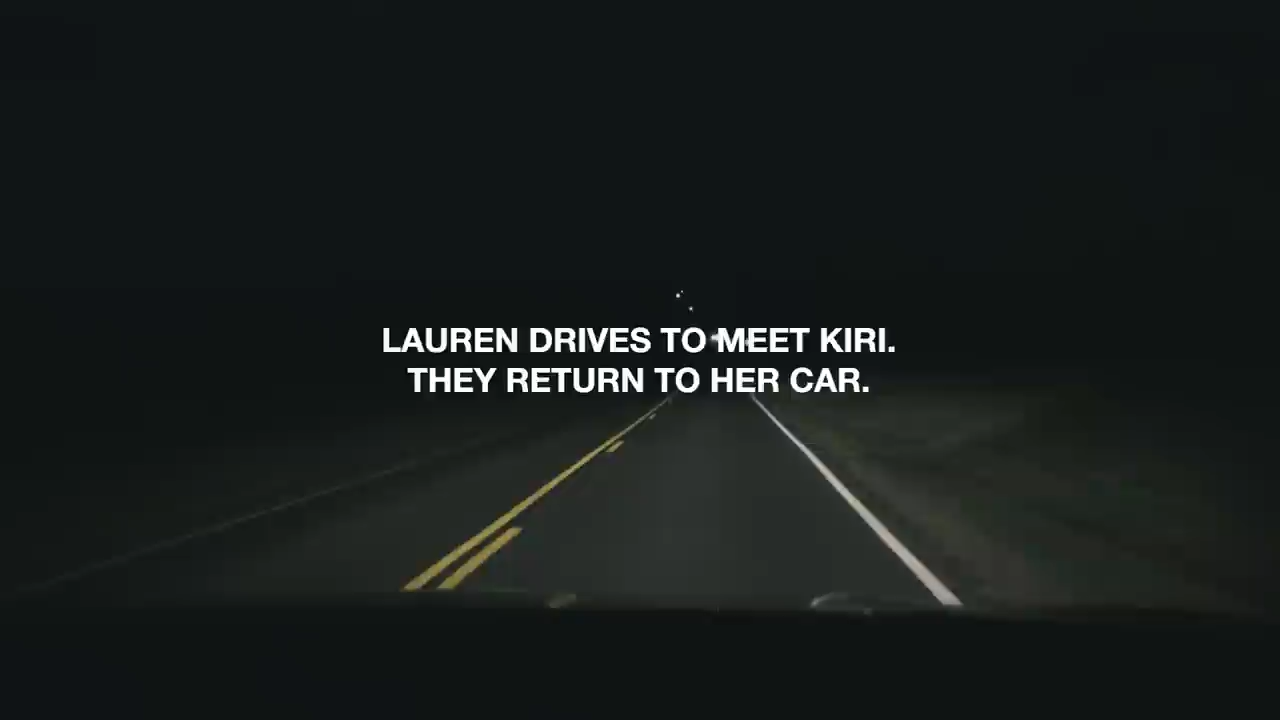 LAUREN DRIVES TO MEET KIRI.
THEY RETURN TO HER CAR.